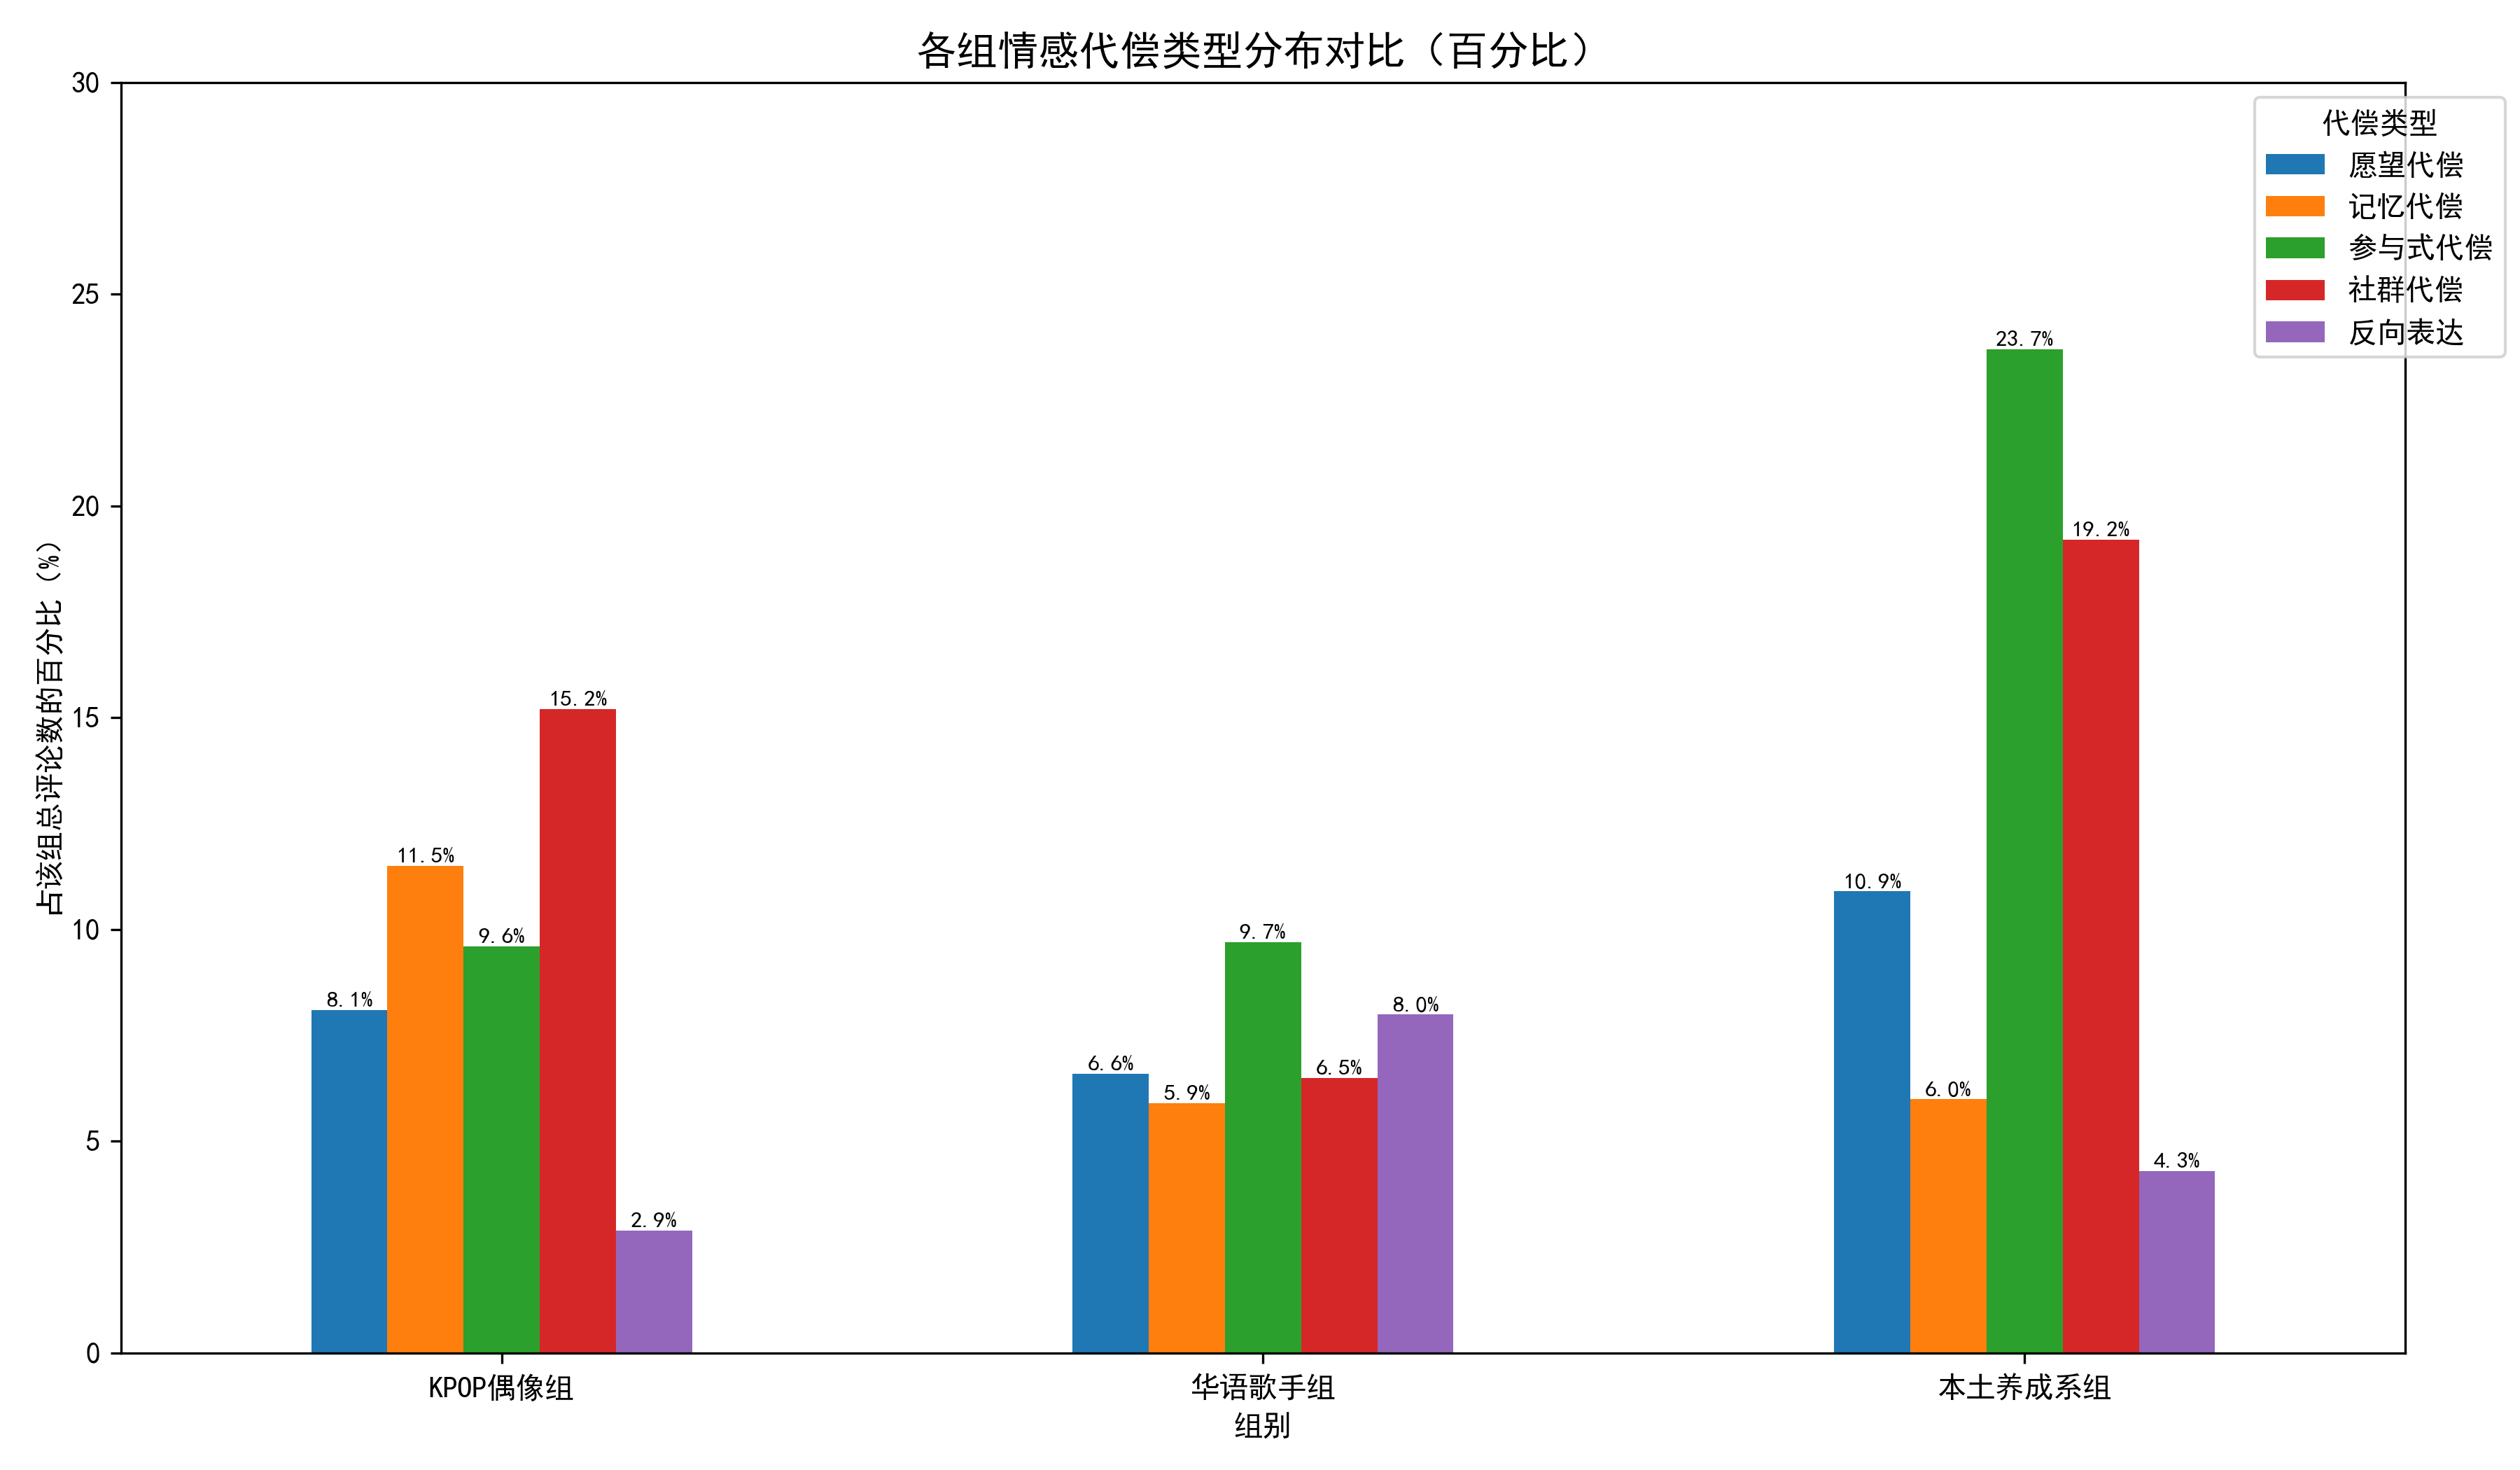 各组情感代偿类型分布对比（百分比）
代偿类型
愿望代偿
记忆代偿
参与式代偿
社群代偿
反向表达
占该组总评论数的百分比（%）
30
25
20
15
10
5
0
8.1%
11.5%
9.6%
15.2%
2.9%
6.6%
5.9%
9.7%
6.5%
8.0%
10.9%
6.0%
23.7%
19.2%
4.3%
KPOP偶像组
华语歌手组
本土养成系组
组别